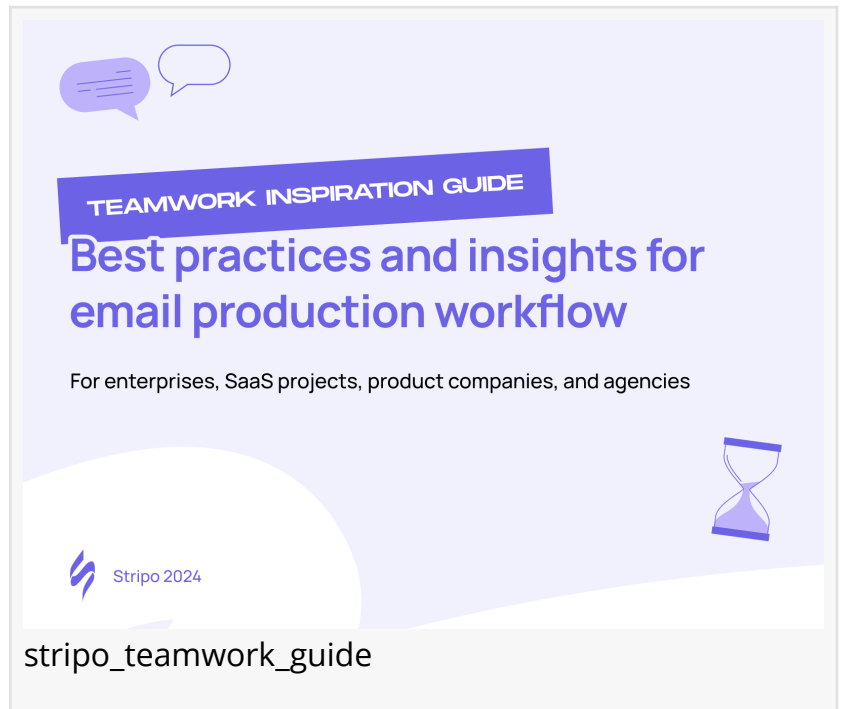 TEAMWORK INSPIRATION GUIDE
Best practices and insights for
email production workflow
For enterprises, SaaS projects, product companies, and agencies
Stripo 2024
stripo_teamwork_guide